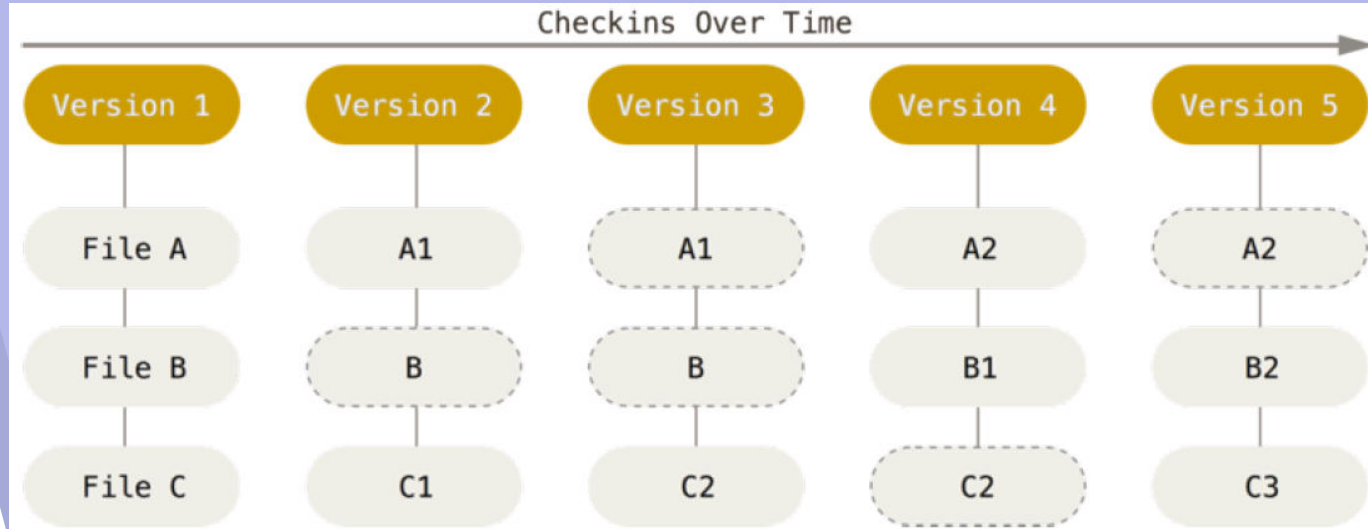 Checkins Over Time
Version 1 Version 2 Version 3 Version 4 Version 5
File A A1 A1 A2 A2
File B B B B1 B2
File C C1 C2 C2 C3